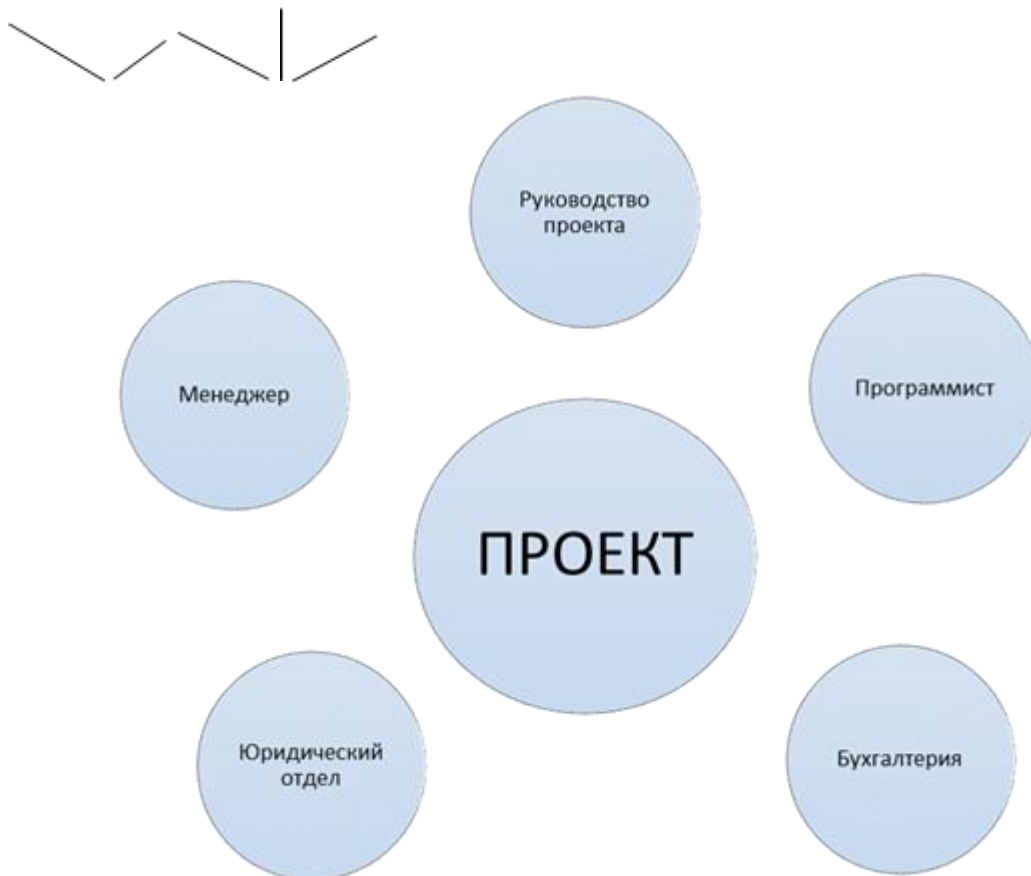 Руководство
проекта
Менеджер
Программист
ПРОЕКТ
Юридический
отдел
Бухгалтерия